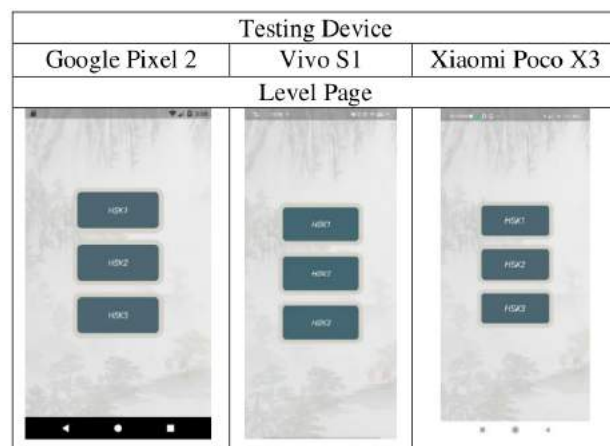 Testing Device
Google Pixel 2 Vivo S1 Xiaomi Poco X3
Level Page
HSK1 HSK1 HSK1
HSK2 HSK2 HSK2
HSK3 HSK3 HSK3